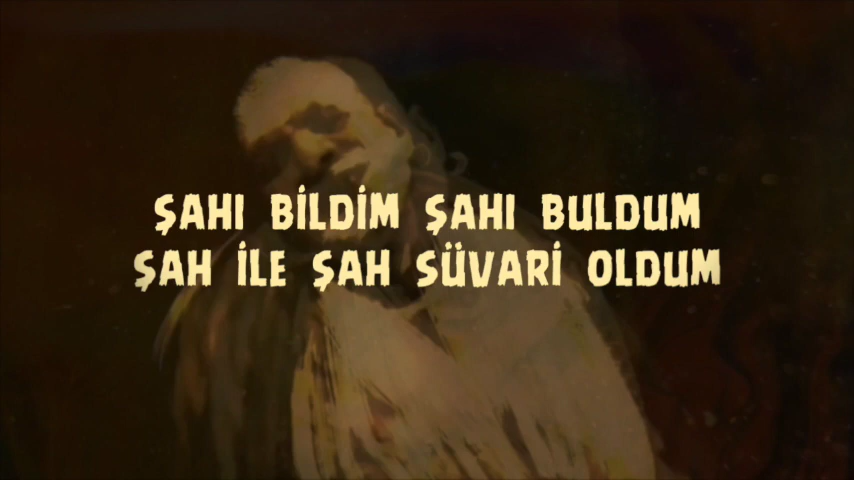 ŞAHI BİLDİM ŞAHI BULDUM
ŞAH İLE ŞAH SÜVARİ OLDUM